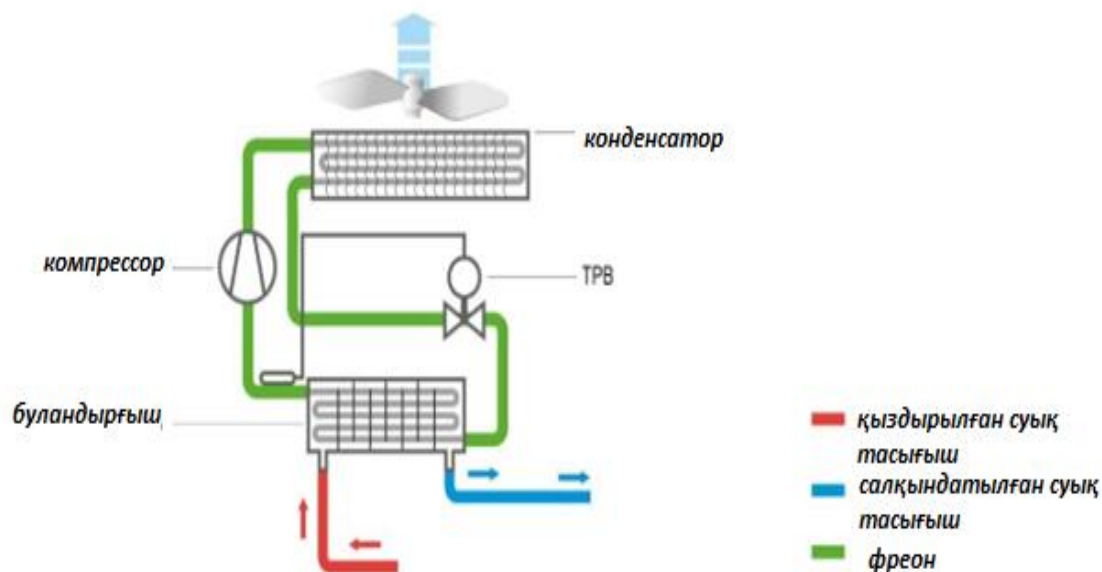 конденсатор
компрессор
ТРВ
буландырғыш
қыздырылған суық
тасығыш
салқындатылған суық
тасығыш
фреон